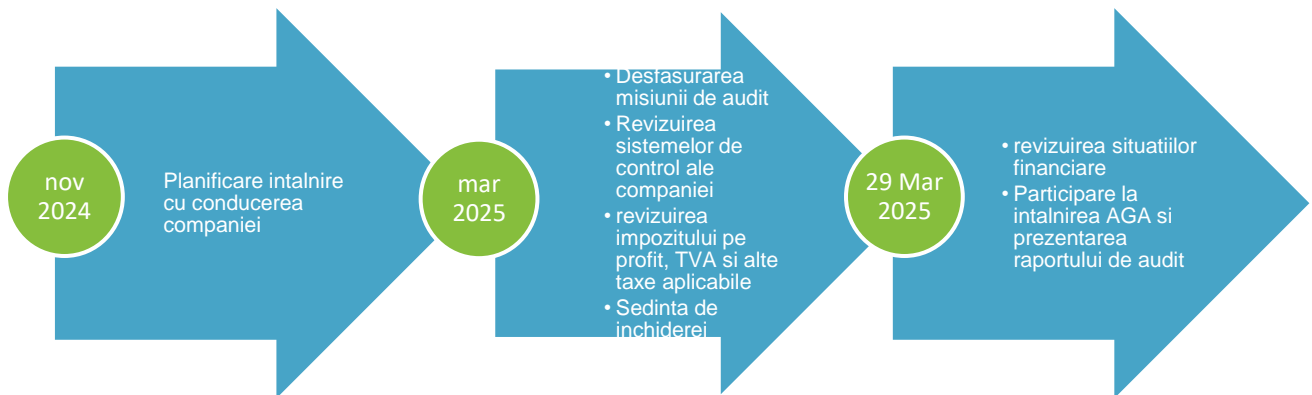 nov
2024
Planificare intalnire
cu conducerea
companiei
mar
2025
• Desfasurarea
misiunii de audit
• Revizuirea
sistemelor de
control ale
companiei
• revizuirea
impozitului pe
profit, TVA si alte
taxe aplicabile
• Sedinta de
inchiderei
29 Mar
2025
• revizuirea situatiilor
financiare
• Participare la
intalnirea AGA si
prezentarea
raportului de audit